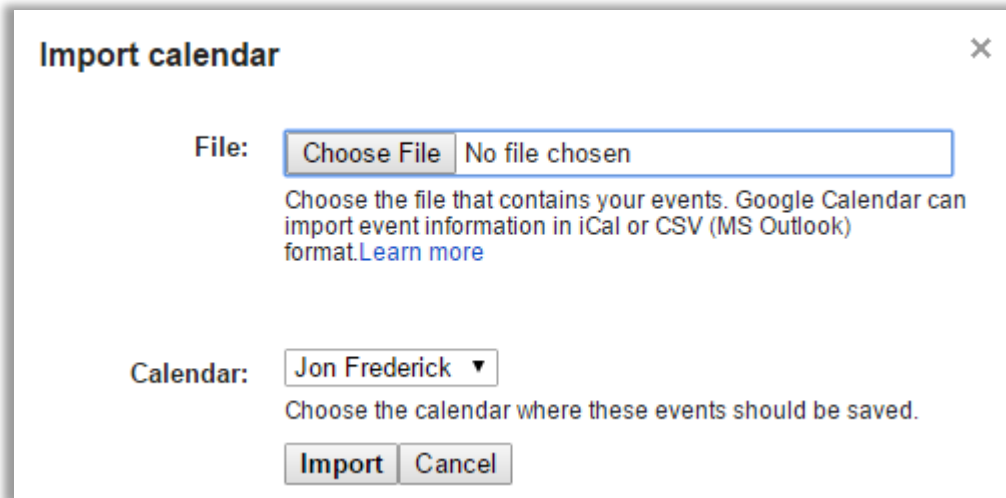 Import calendar
File: Choose File No file chosen
Choose the file that contains your events. Google Calendar can
import event information in iCal or CSV (MS Outlook)
format.Learn more
Calendar: Jon Frederick
Choose the calendar where these events should be saved.
Import Cancel